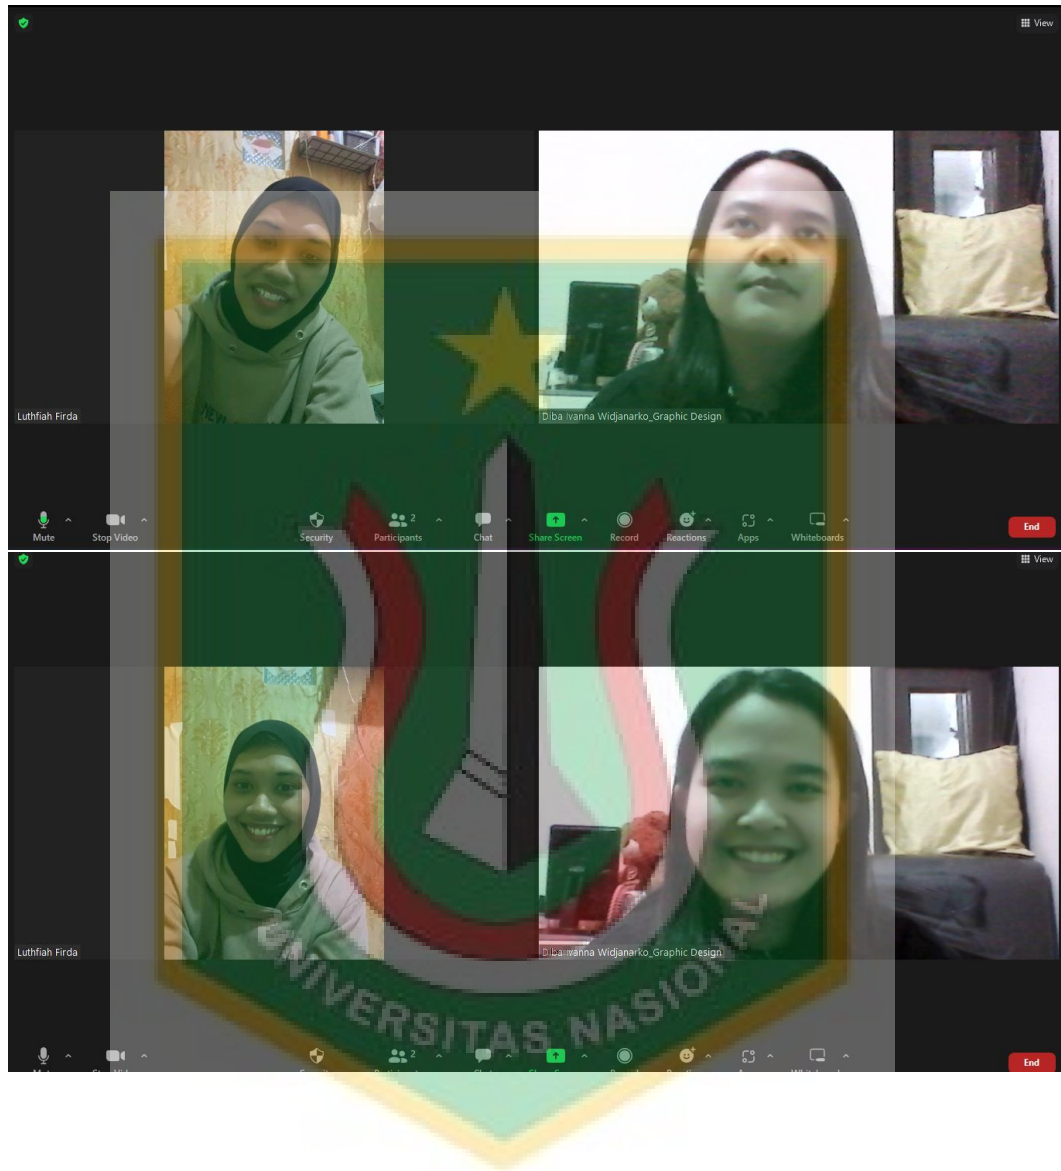 View
Luthfiah Firda
Diba Ivanna Widjanarko_Graphic Design
Mute
Stop Video
Security
Participants
2
Chat
Share Screen
Record
Reactions
Apps
Whiteboards
End
View
Luthfiah Firda
Diba Ivanna Widjanarko_Graphic Design
UNIVERSITAS NASIONAL
2
End